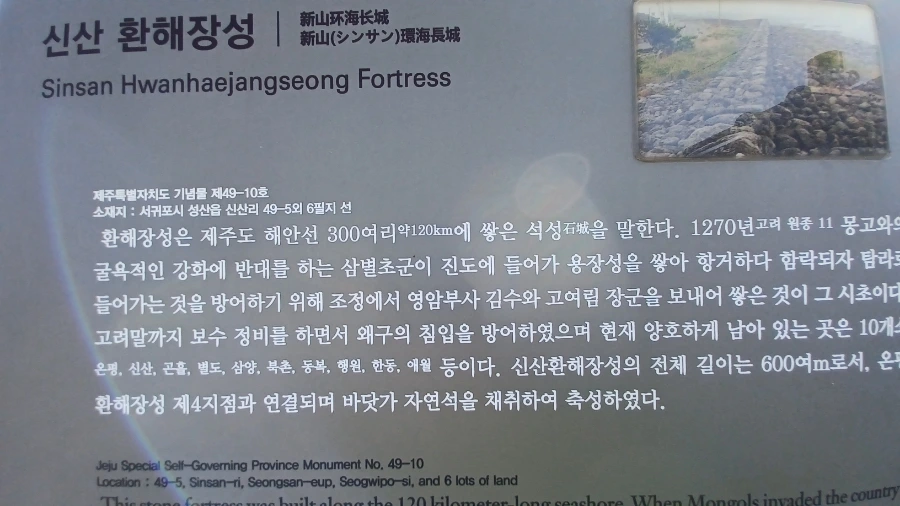 신산 환해장성
新山环海长城
新山(シンサン)環海長城
Sinsan Hwanhaejangseong Fortress
제주특별자치도 기념물 제49-10호
소재지 : 서귀포시 성산읍 신산리 49-5외 6필지 선
환해장성은 제주도 해안선 300여리약120km에 쌓은 석성石城을 말한다. 1270년고려 원종 11 몽고와의
굴욕적인 강화에 반대를 하는 삼별초군이 진도에 들어가 용장성을 쌓아 항거하다 함락되자 탐라로
들어가는 것을 방어하기 위해 조정에서 영암부사 김수와 고여림 장군을 보내어 쌓은 것이 그 시초이다
고려말까지 보수 정비를 하면서 왜구의 침입을 방어하였으며 현재 양호하게 남아 있는 곳은 10개소
온평, 신산, 곤흘, 별도, 삼양, 북촌, 동복, 행원, 한동, 애월 등이다. 신산환해장성의 전체 길이는 600여m로서, 온평
환해장성 제4지점과 연결되며 바닷가 자연석을 채취하여 축성하였다.
Jeju Special Self-Governing Province Monument No. 49-10
Location : 49-5, Sinsan-ri, Seongsan-eup, Seogwipo-si, and 6 lots of land
This stone fortress was built along the 120 kilometer-long seashore. When Mongols invaded the country